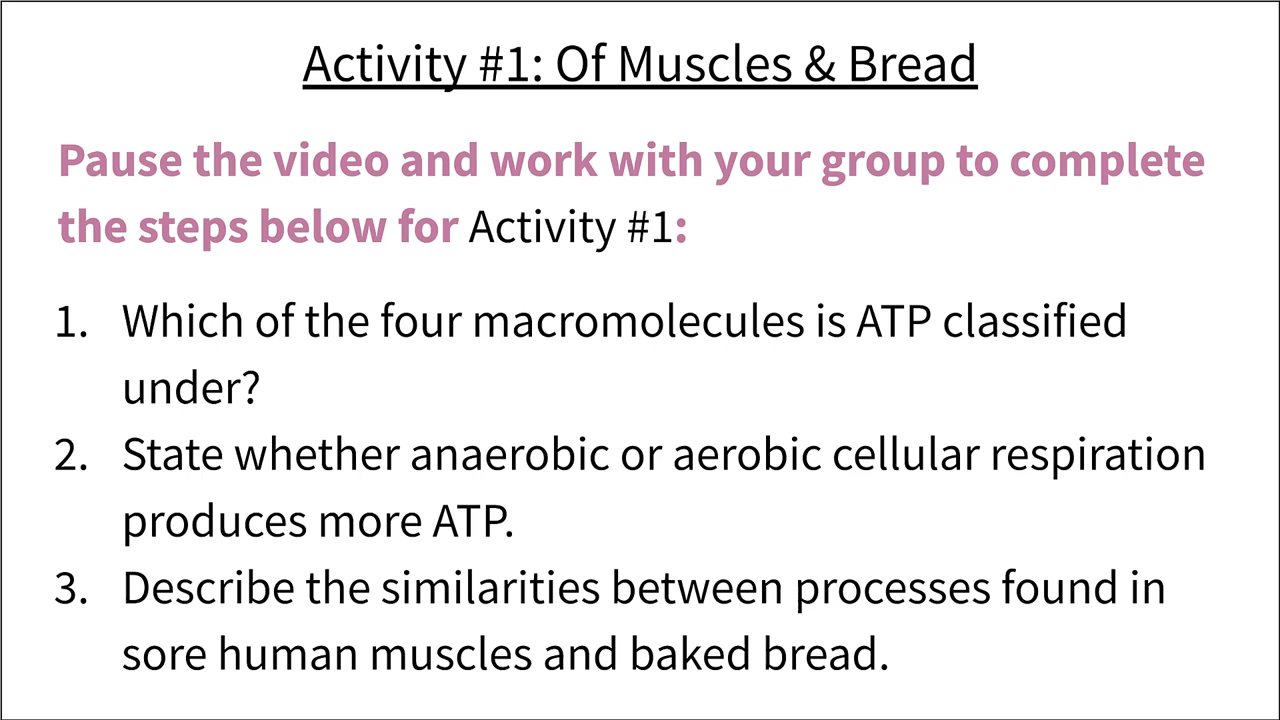 Activity #1: Of Muscles & Bread
Pause the video and work with your group to complete
the steps below for Activity #1:
1. Which of the four macromolecules is ATP classified
under?
2. State whether anaerobic or aerobic cellular respiration
produces more ATP.
3. Describe the similarities between processes found in
sore human muscles and baked bread.